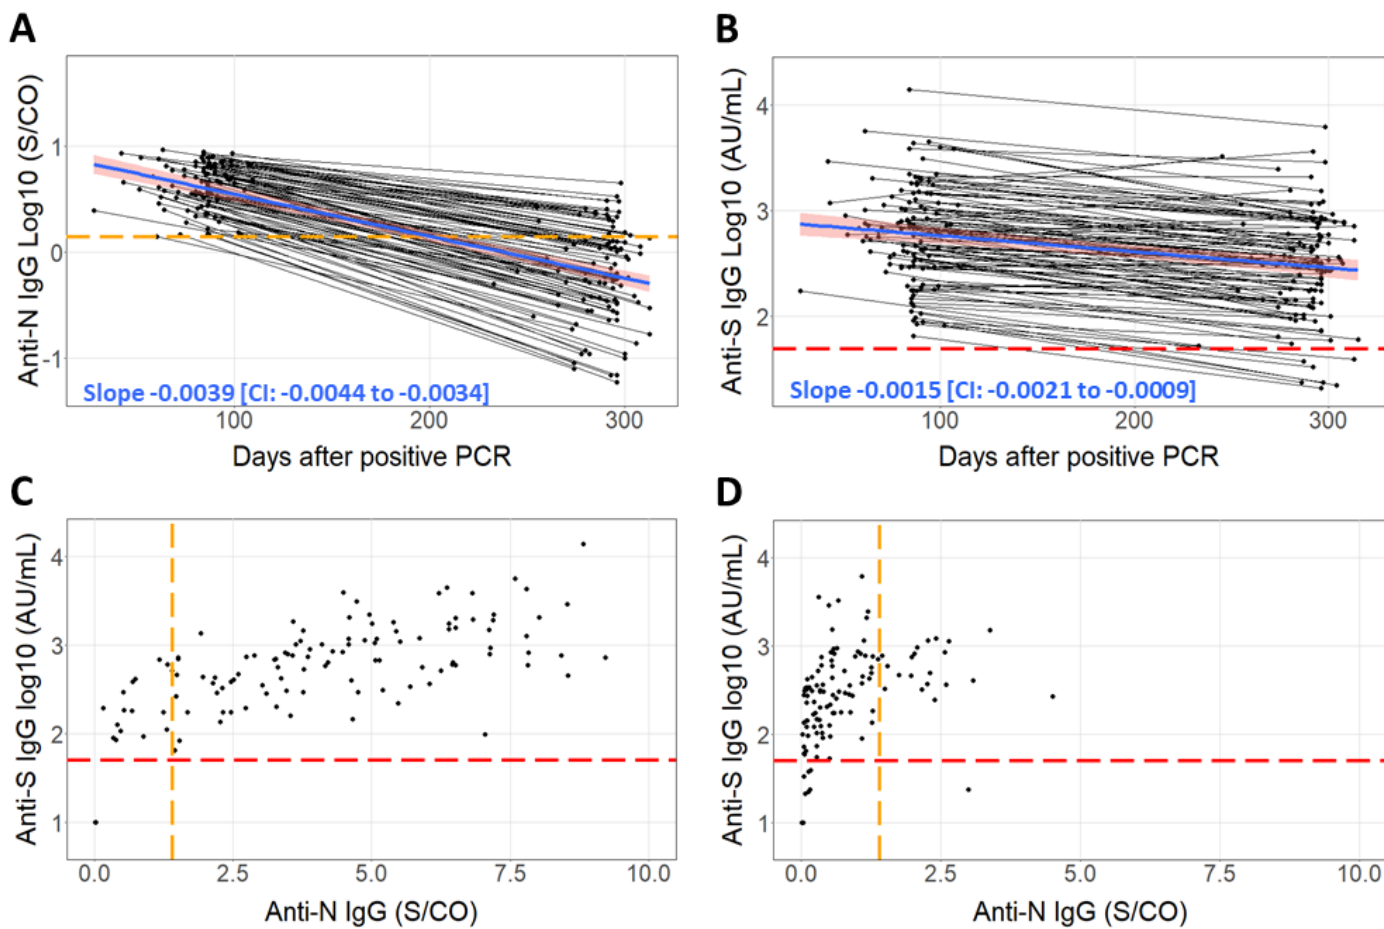 A
Anti-N IgG Log10 (S/CO)
1
0
-1
Slope -0.0039 [CI: -0.0044 to -0.0034]
100
200
300
Days after positive PCR
B
Anti-S IgG Log10 (AU/mL)
4
3
2
Slope -0.0015 [CI: -0.0021 to -0.0009]
100
200
300
Days after positive PCR
C
Anti-S IgG log10 (AU/mL)
4
3
2
1
0.0
2.5
5.0
7.5
10.0
Anti-N IgG (S/CO)
D
Anti-S IgG log10 (AU/mL)
4
3
2
1
0.0
2.5
5.0
7.5
10.0
Anti-N IgG (S/CO)